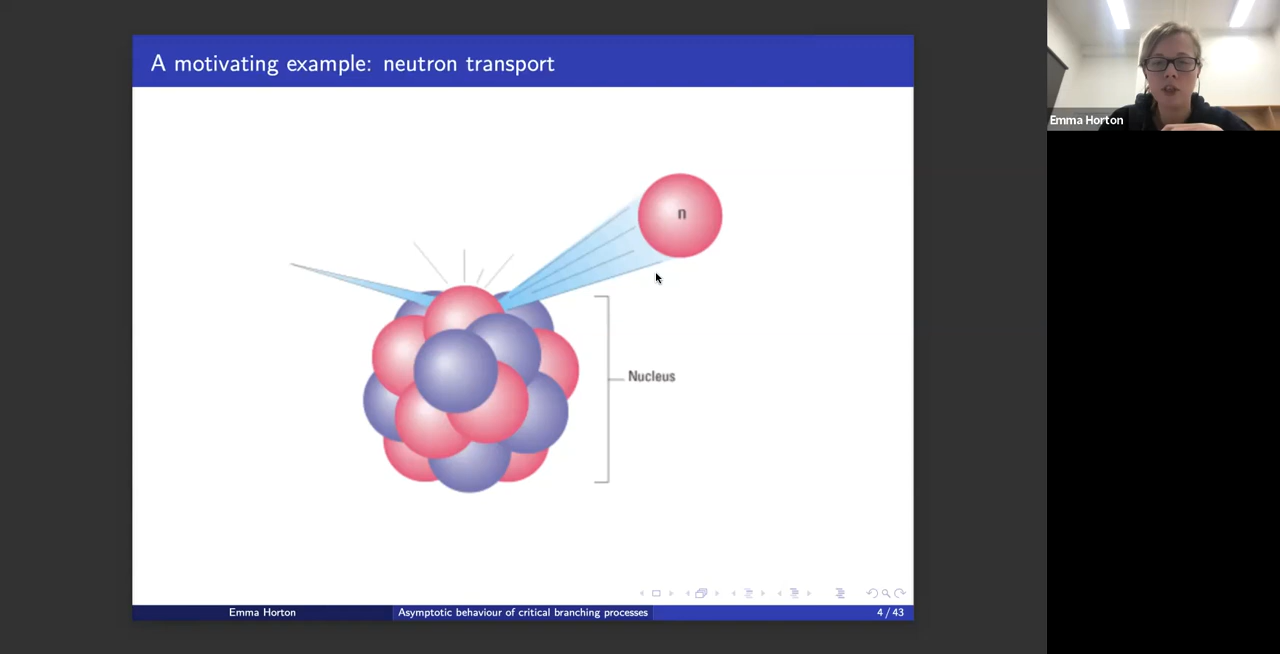 A motivating example: neutron transport
Emma Horton
n
Nucleus
Emma Horton
Asymptotic behaviour of critical branching processes
4 / 43